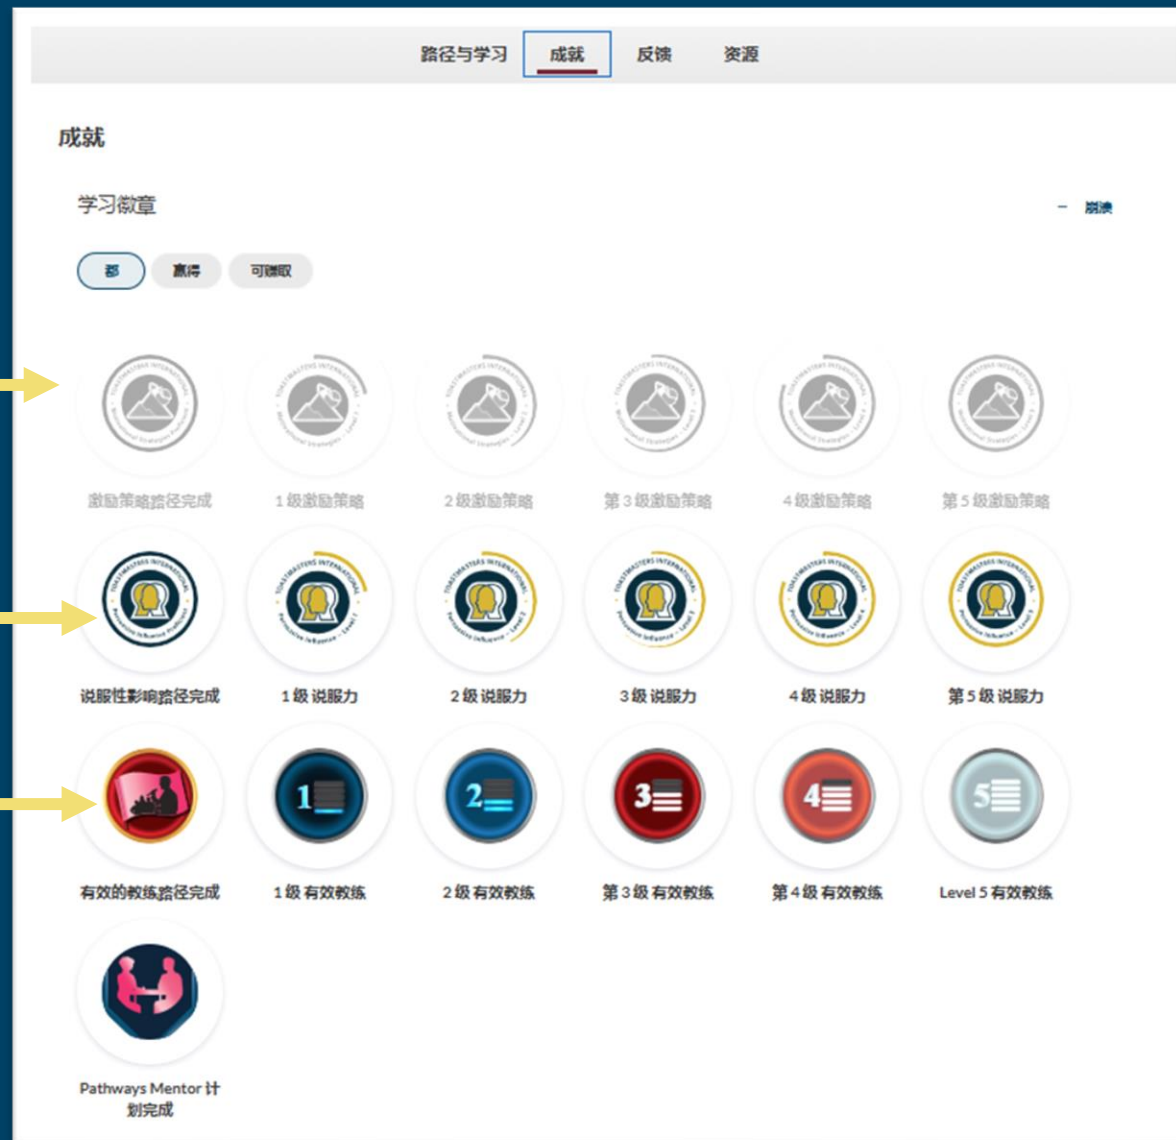 路径与学习 成就 反馈 资源
成就
学习徽章
— 崩溃
都 赢得 可赚取
激励策略路径完成 1 级激励策略 2 级激励策略 第 3 级激励策略 4 级激励策略 第 5 级激励策略
说服性影响路径完成 1 级 说服力 2 级 说服力 3 级 说服力 4 级 说服力 第 5 级 说服力
1 2 3 4 5
有效的教练路径完成 1 级 有效教练 2 级 有效教练 第 3 级 有效教练 第 4 级 有效教练 Level 5 有效教练
Pathways Mentor 计
划完成